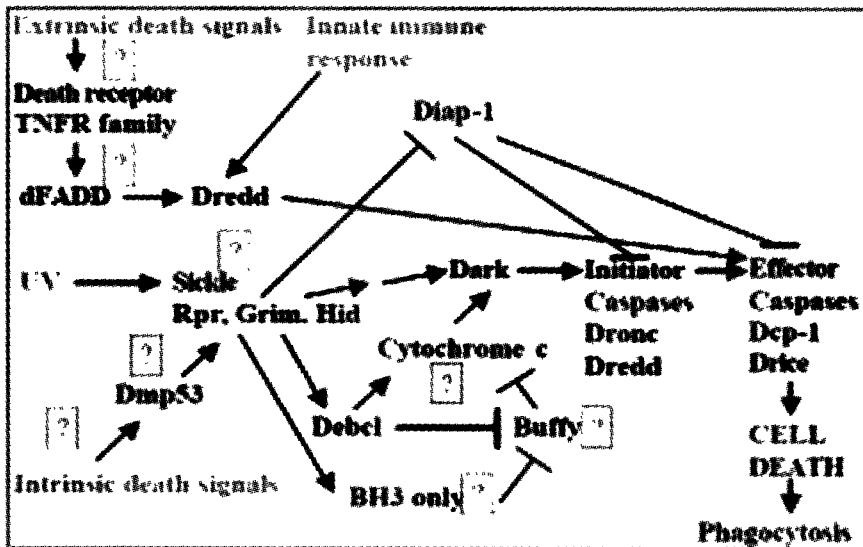 Extrinsic death signals
Innate immune
response
?
Death receptor
TNFR family
Diap-1
?
dFADD
Dredd
?
UV
Sickle
Rpr, Grim. Hid
Dark
Initiator
Caspases
Dronc
Dredd
Effector
Caspases
Dcp-1
Drice
?
Cytochrome c
?
Dmp53
?
Debcl
Buffy
?
CELL
DEATH
Intrinsic death signals
BH3 only
?
Phagocytosis